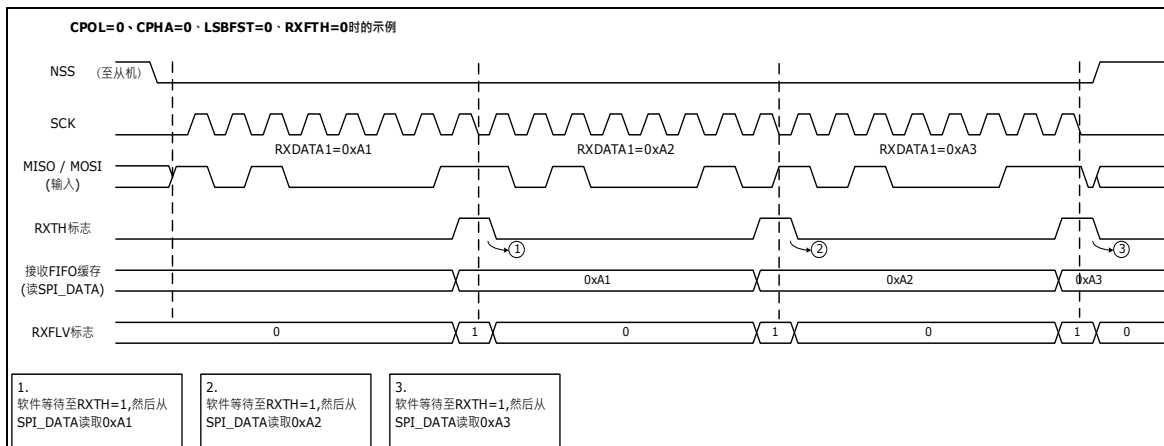 CPOL=0、CPHA=0、LSBFST=0、RXFTH=0时的示例
NSS (至从机)
SCK
RXDATA1=0xA1 RXDATA1=0xA2 RXDATA1=0xA3
MISO / MOSI
(输入)
RXTH标志
1 2 3
接收FIFO缓存
(读SPI_DATA)
0xA1 0xA2 0xA3
RXFLV标志
0 1 0 1 0 1 0
1.
软件等待至RXTH=1,然后从
SPI_DATA读取0xA1
2.
软件等待至RXTH=1,然后从
SPI_DATA读取0xA2
3.
软件等待至RXTH=1,然后从
SPI_DATA读取0xA3